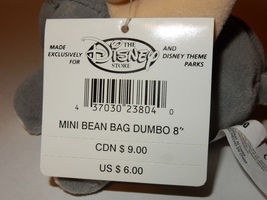 MADE
EXCLUSIVELY
FOR
THE
DISNEY
STORE
AND
DISNEY THEME
PARKS
4 37030 23804 0
MINI BEAN BAG DUMBO 8"
CDN $ 9.00
US $ 6.00